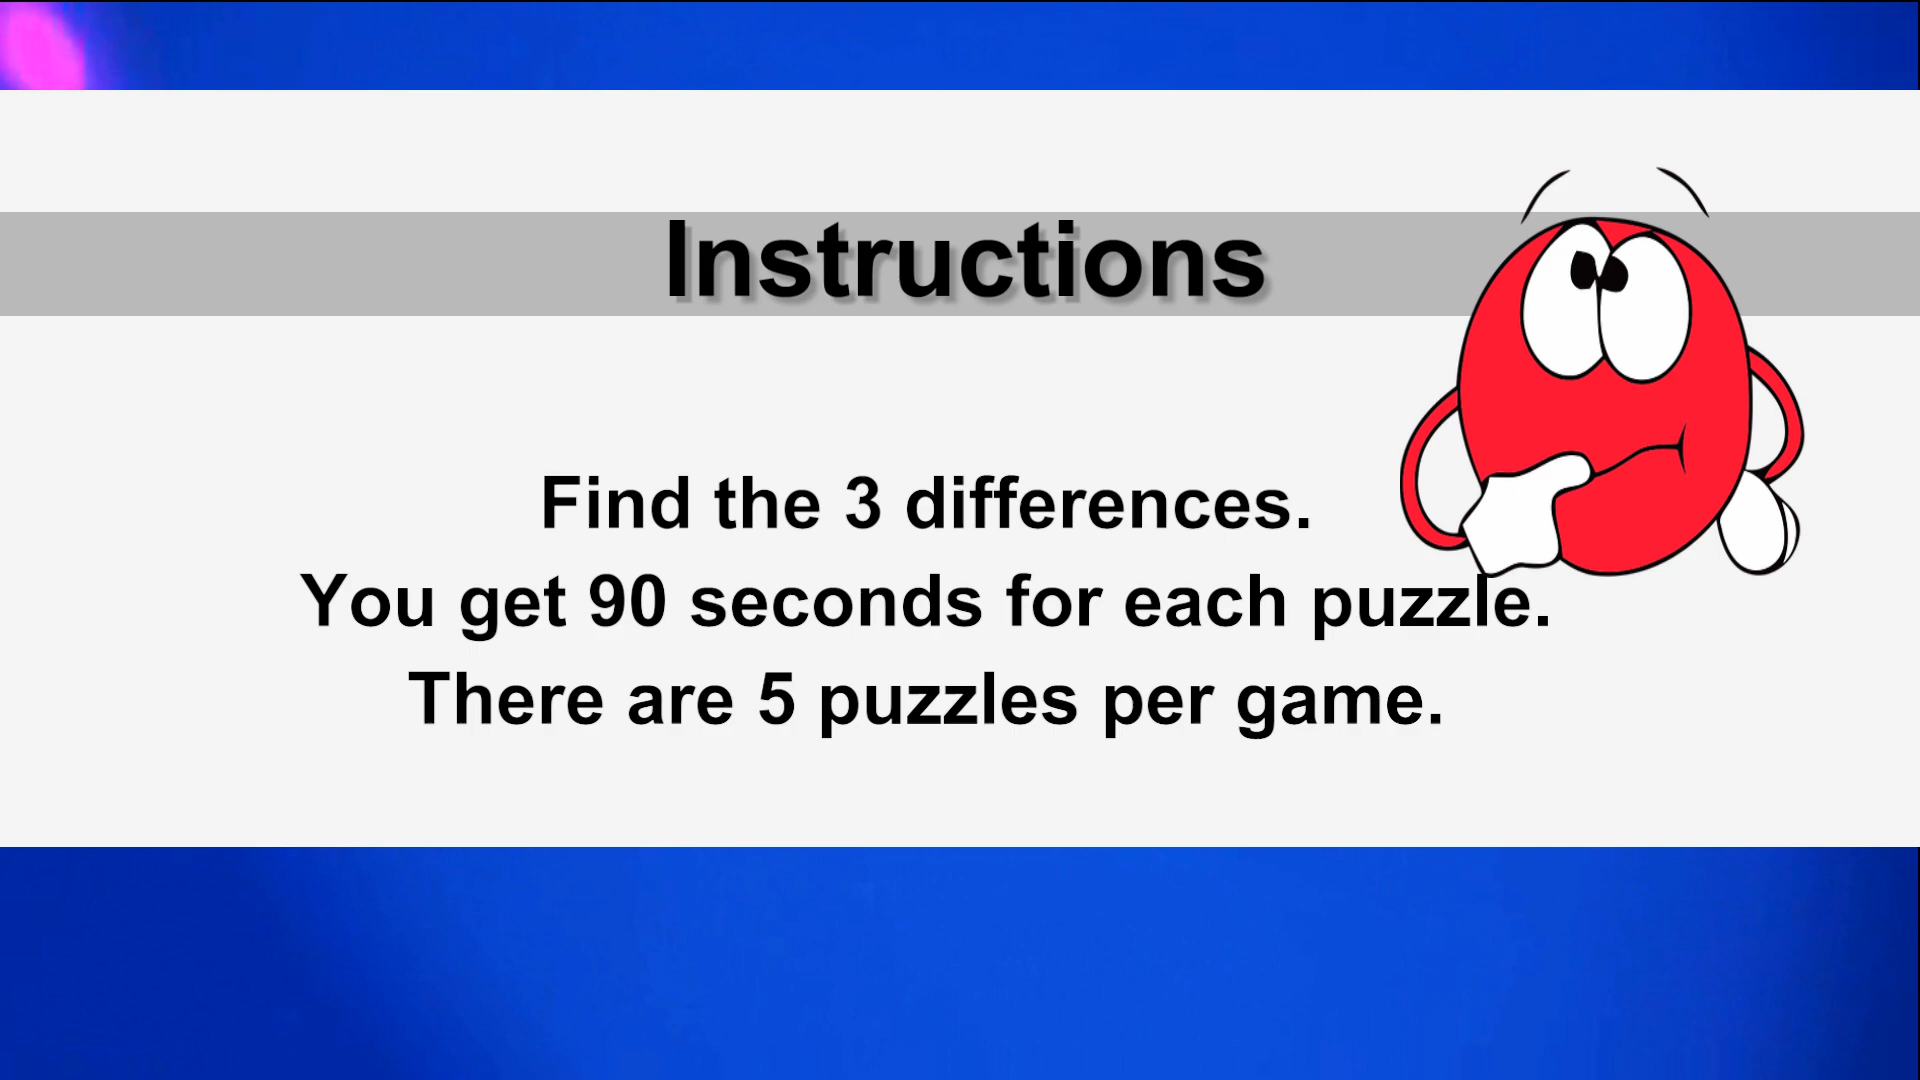 Instructions
Find the 3 differences.
You get 90 seconds for each puzzle.
There are 5 puzzles per game.